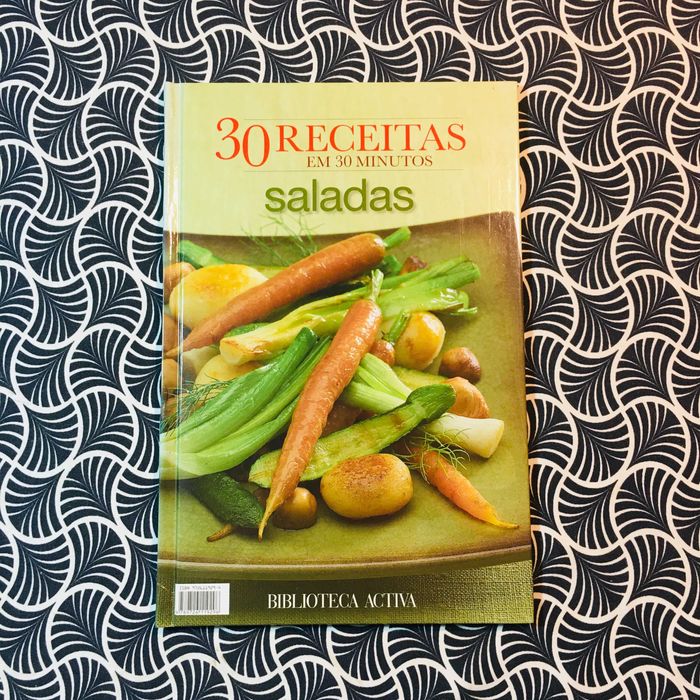 30 RECEITAS
EM 30 MINUTOS
saladas
BIBLIOTECA ACTIVA